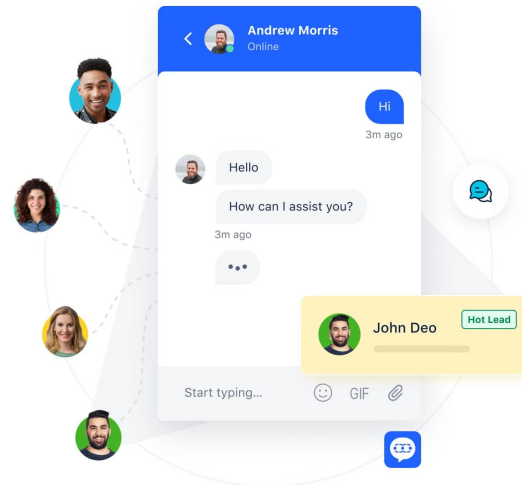 Andrew Morris
Online
Hi
3m ago
Hello
How can I assist you?
3m ago
John Deo
Hot Lead
Start typing...
GIF